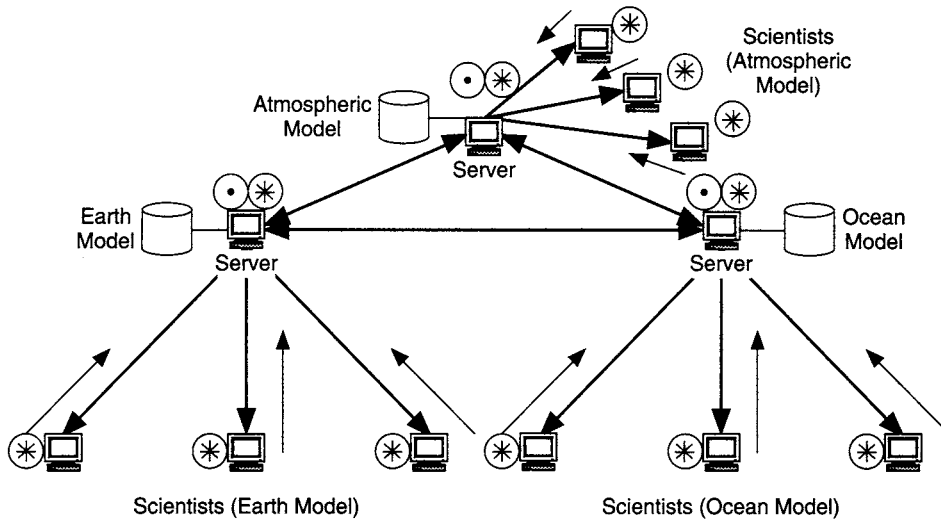 Scientists
(Atmospheric
Model)
Atmospheric
Model
Server
Earth
Model
Server
Ocean
Model
Server
Scientists (Earth Model)
Scientists (Ocean Model)